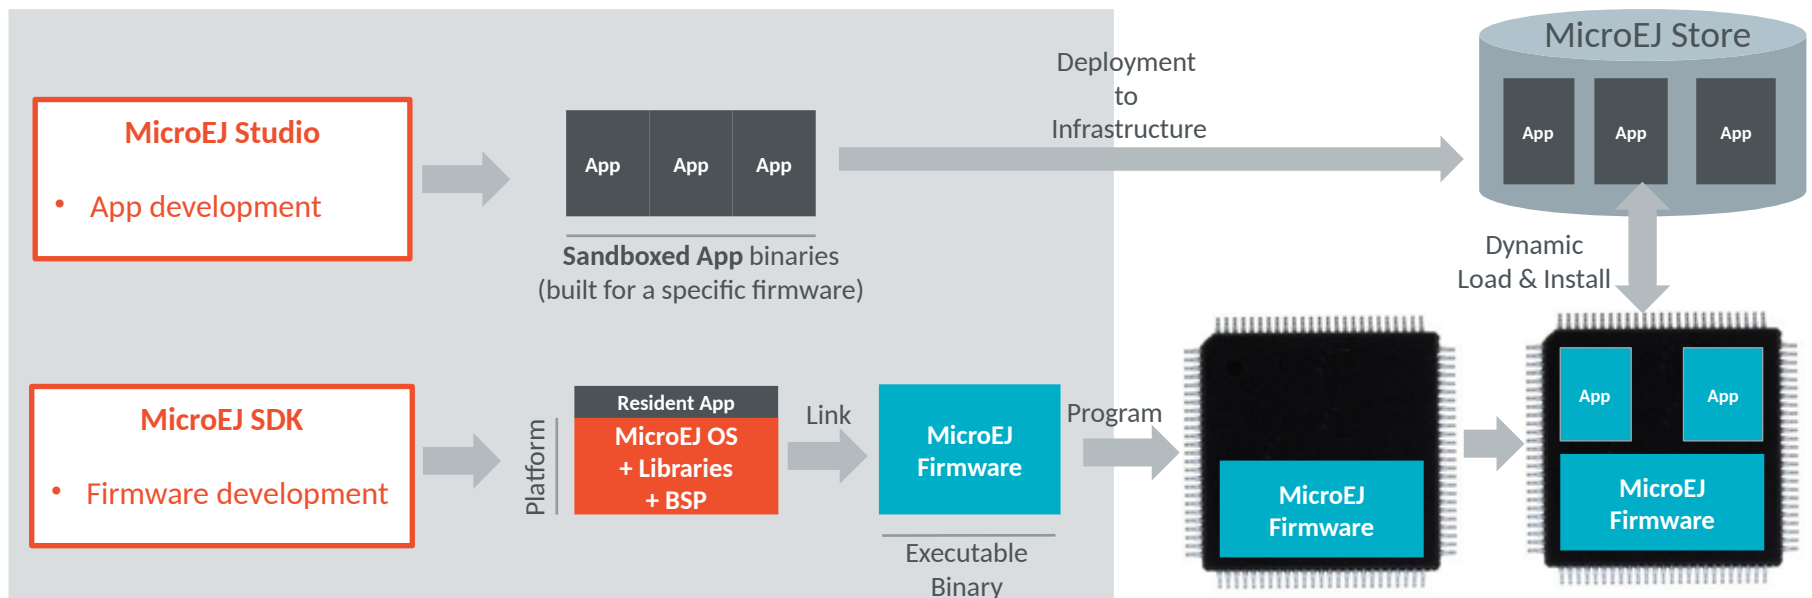 MicroEJ Studio
• App development
App App App
Sandboxed App binaries
(built for a specific firmware)
Deployment
to
Infrastructure
MicroEJ Store
App App App
Dynamic
Load & Install
MicroEJ SDK
• Firmware development
Platform
Resident App
MicroEJ OS
+ Libraries
+ BSP
Link
MicroEJ
Firmware
Executable
Binary
Program
MicroEJ
Firmware
App App
MicroEJ
Firmware